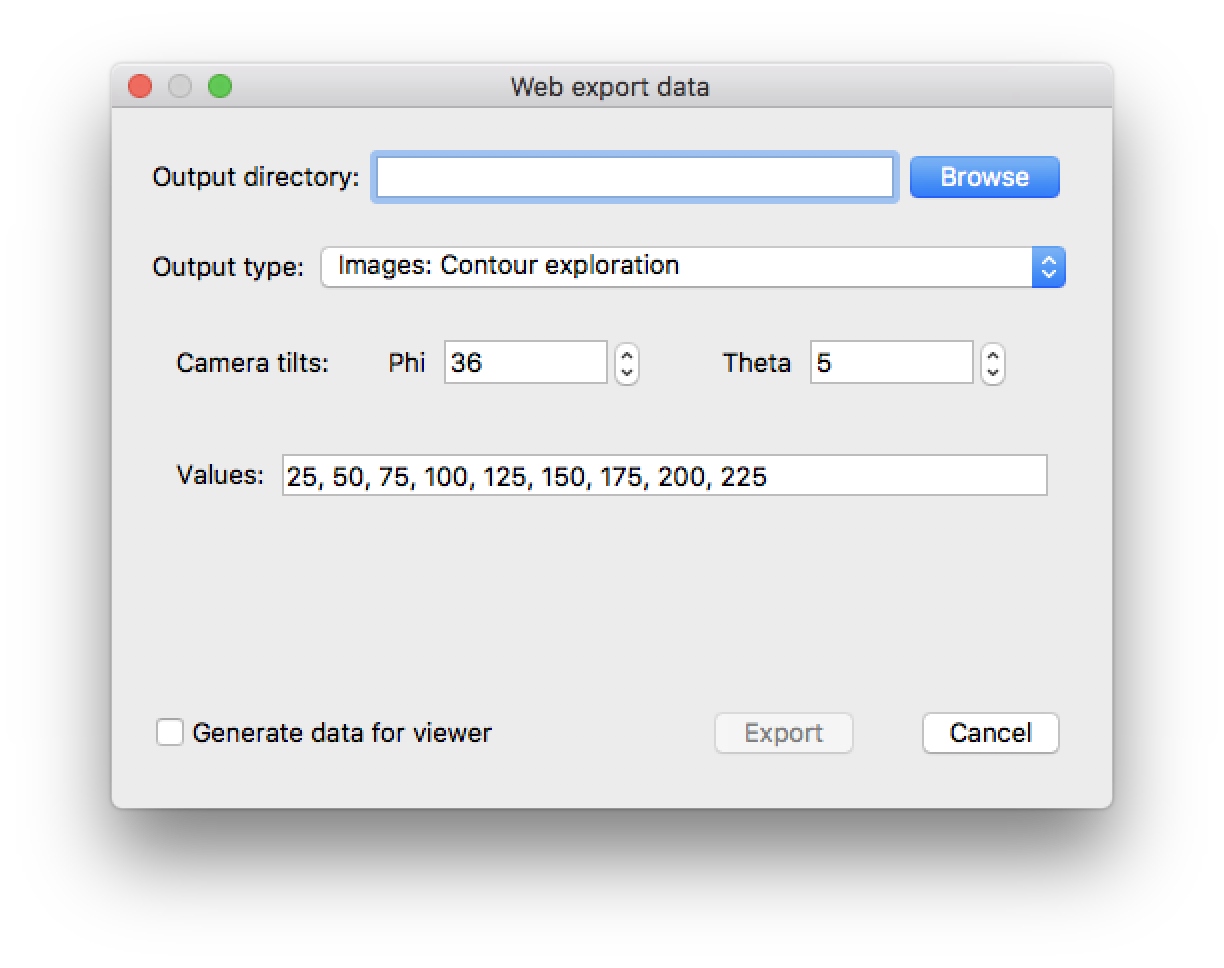 Web export data
Output directory: Browse
Output type: Images: Contour exploration
Camera tilts: Phi 36 Theta 5
Values: 25, 50, 75, 100, 125, 150, 175, 200, 225
Generate data for viewer Export Cancel